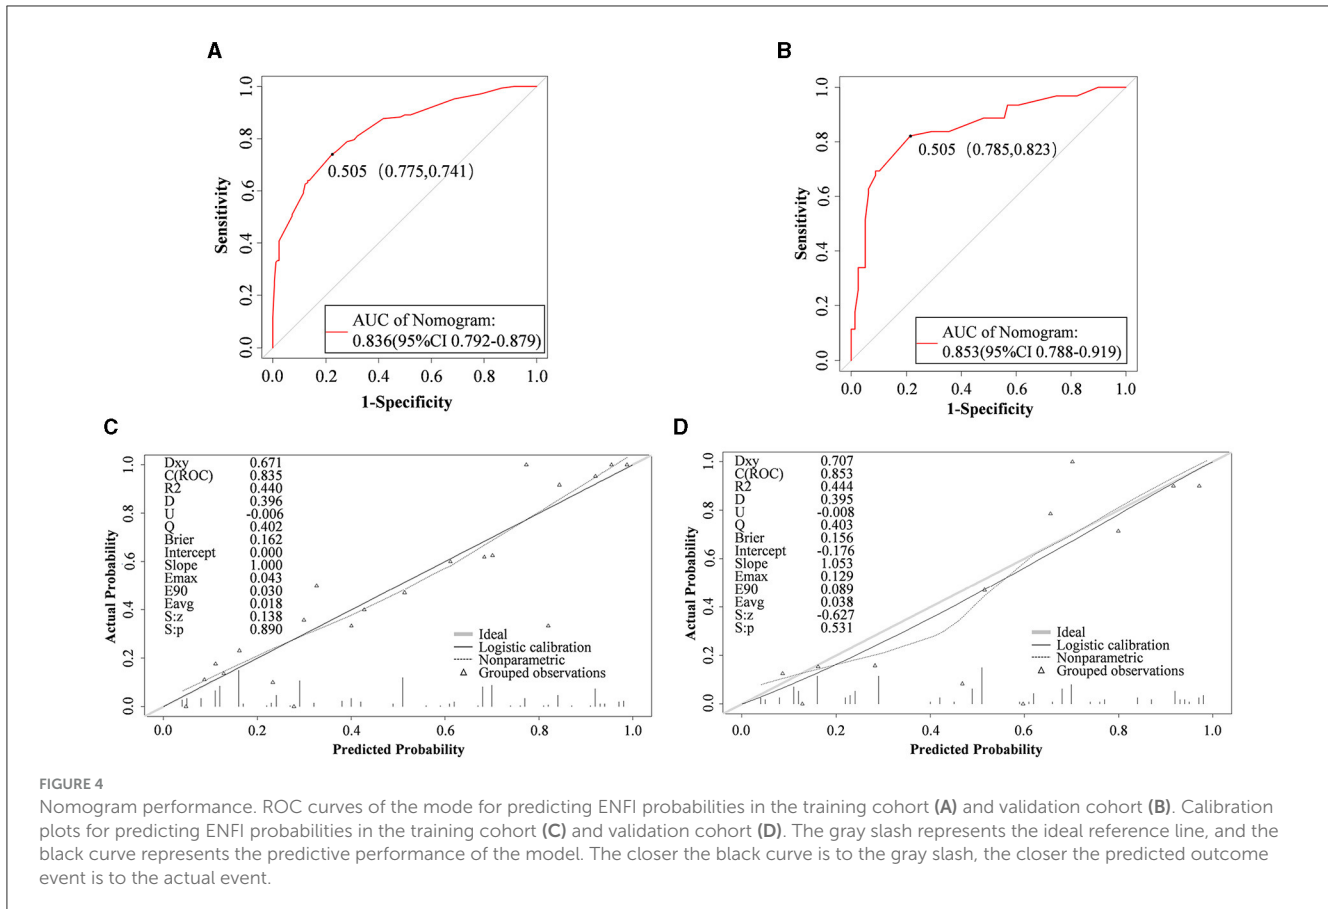 A
1.0
0.8
0.6
0.4
0.2
0.0
Sensitivity
0.505 (0.775,0.741)
AUC of Nomogram:
0.836(95%CI 0.792-0.879)
0.0 0.2 0.4 0.6 0.8 1.0
1-Specificity
B
1.0
0.8
0.6
0.4
0.2
0.0
Sensitivity
0.505 (0.785,0.823)
AUC of Nomogram:
0.853(95%CI 0.788-0.919)
0.0 0.2 0.4 0.6 0.8 1.0
1-Specificity
C
1.0
0.8
0.6
0.4
0.2
0.0
Actual Probability
Dxy 0.671
C(ROC) 0.835
R2 0.440
D 0.396
U -0.006
Q 0.402
Brier 0.162
Intercept 0.000
Slope 1.000
Emax 0.043
E90 0.030
Eavg 0.018
S:z 0.138
S:p 0.890
Ideal
Logistic calibration
Nonparametric
Grouped observations
0.0 0.2 0.4 0.6 0.8 1.0
Predicted Probability
D
1.0
0.8
0.6
0.4
0.2
0.0
Actual Probability
Dxy 0.707
C(ROC) 0.853
R2 0.444
D 0.395
U -0.008
Q 0.403
Brier 0.156
Intercept -0.176
Slope 1.053
Emax 0.129
E90 0.089
Eavg 0.038
S:z -0.627
S:p 0.531
Ideal
Logistic calibration
Nonparametric
Grouped observations
0.0 0.2 0.4 0.6 0.8 1.0
Predicted Probability
FIGURE 4
Nomogram performance. ROC curves of the mode for predicting ENFI probabilities in the training cohort (A) and validation cohort (B). Calibration
plots for predicting ENFI probabilities in the training cohort (C) and validation cohort (D). The gray slash represents the ideal reference line, and the
black curve represents the predictive performance of the model. The closer the black curve is to the gray slash, the closer the predicted outcome
event is to the actual event.